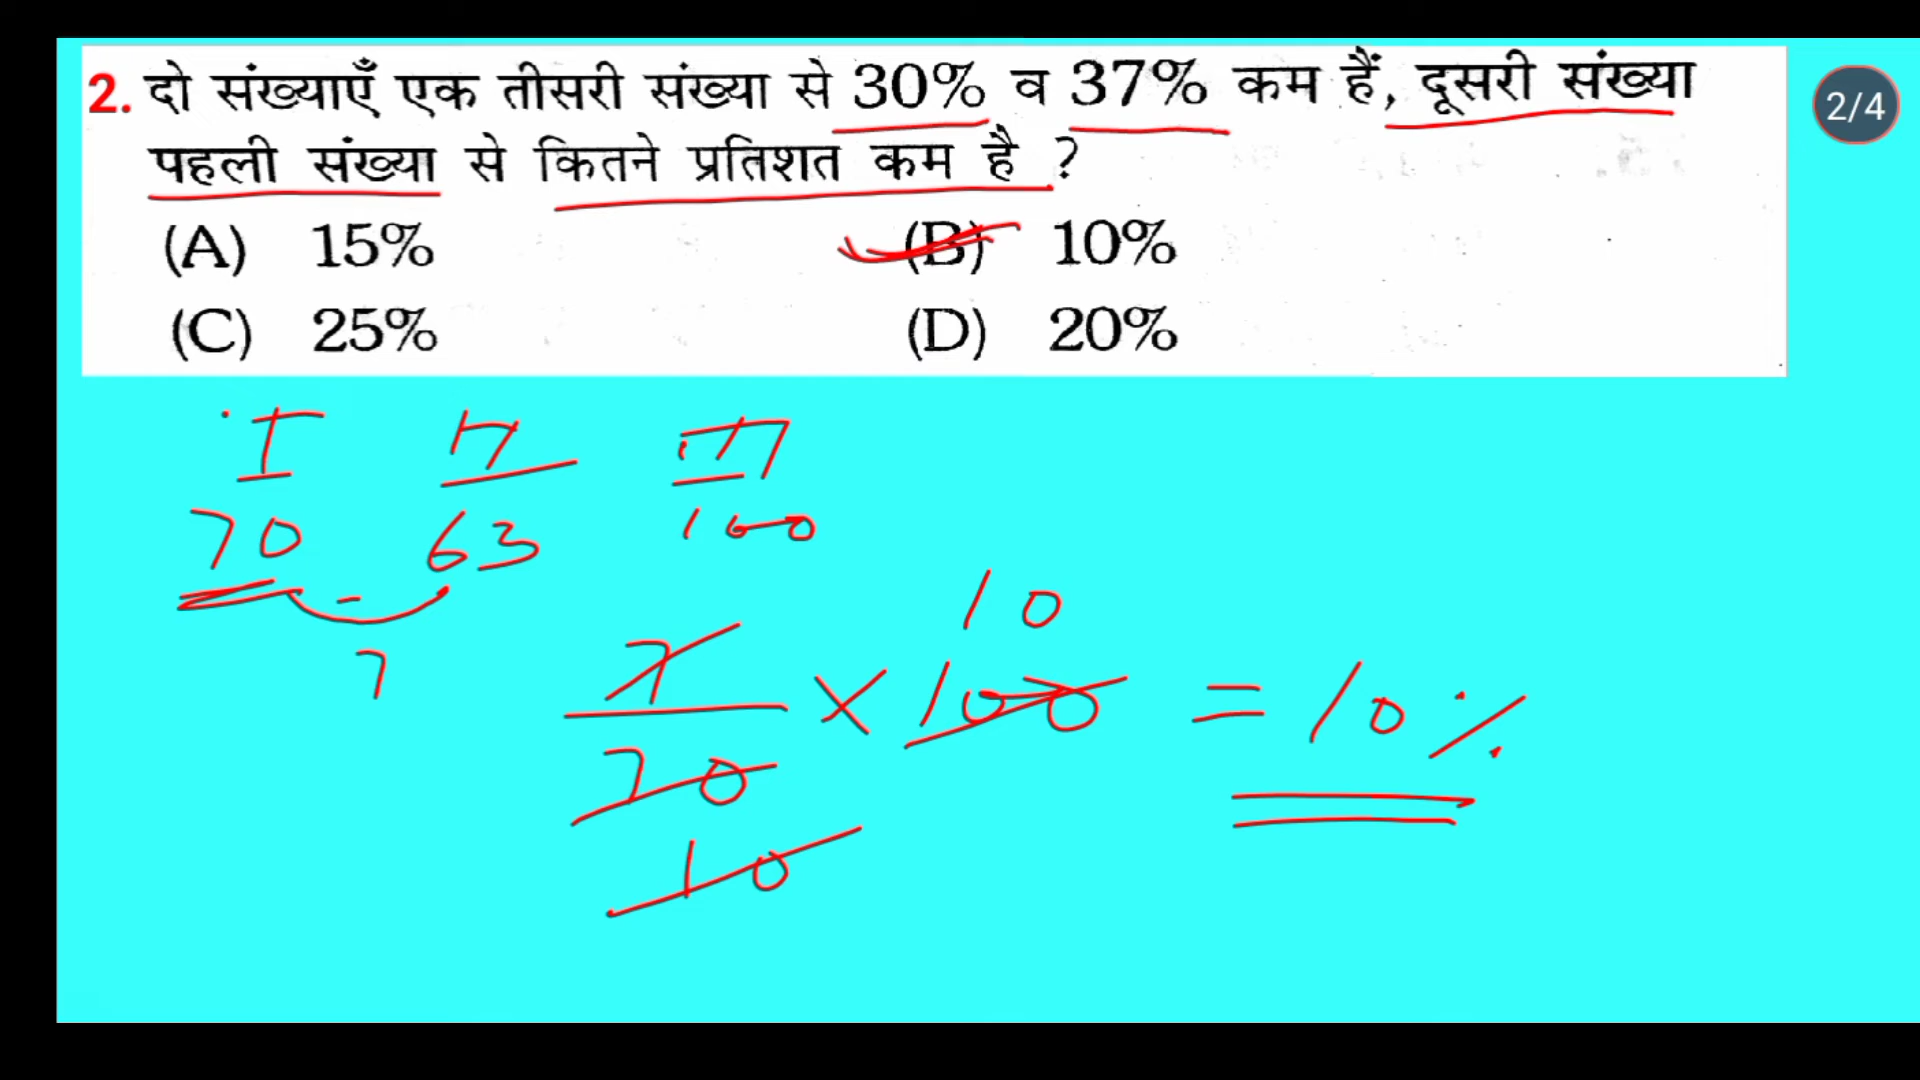 2. दो संख्याएँ एक तीसरी संख्या से 30% व 37% कम हैं, दूसरी संख्या
2/4
पहली संख्या से कितने प्रतिशत कम है ?
(A) 15% (B) 10%
(C) 25% (D) 20%
I II III
70 63 100
-
7
10
7/70 × 100 = 10%
10